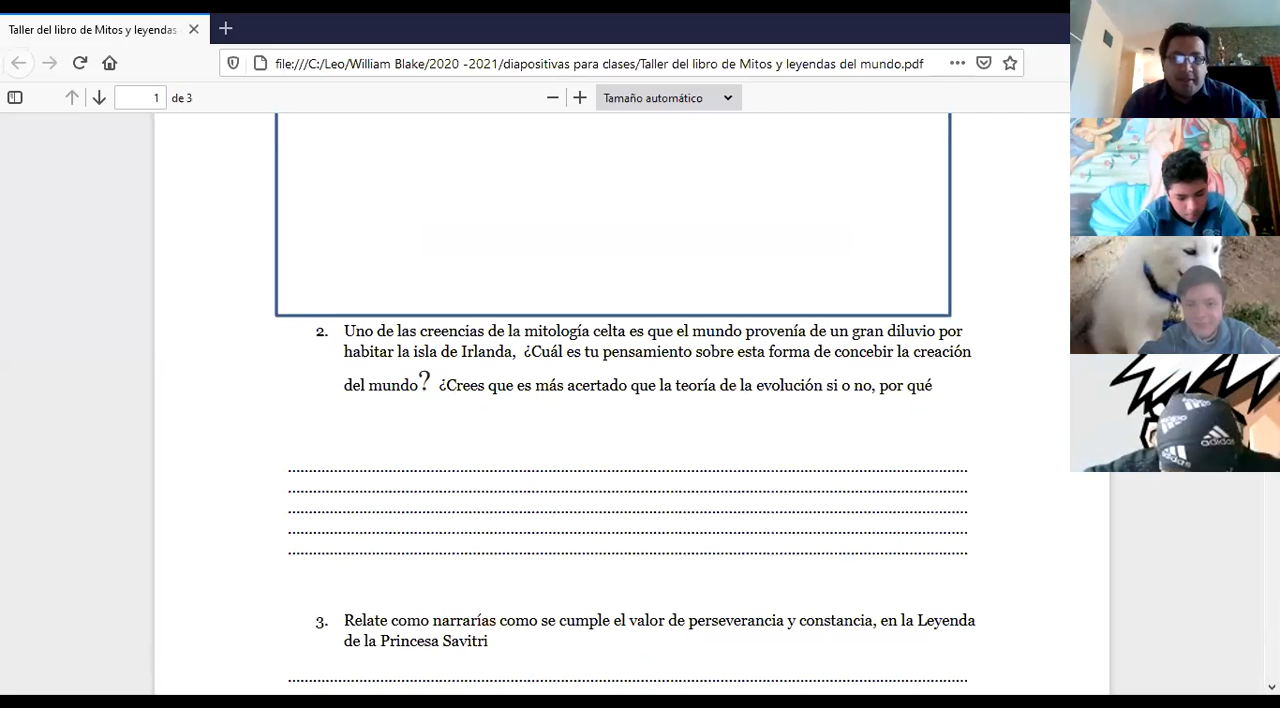 Taller del libro de Mitos y leyendas
file:///C:/Leo/William Blake/2020 -2021/diapositivas para clases/Taller del libro de Mitos y leyendas del mundo.pdf
1 de 3
Tamaño automático
2. Uno de las creencias de la mitología celta es que el mundo provenía de un gran diluvio por
habitar la isla de Irlanda, ¿Cuál es tu pensamiento sobre esta forma de concebir la creación
del mundo? ¿Crees que es más acertado que la teoría de la evolución si o no, por qué
3. Relate como narrarías como se cumple el valor de perseverancia y constancia, en la Leyenda
de la Princesa Savitri
adidas
adidas